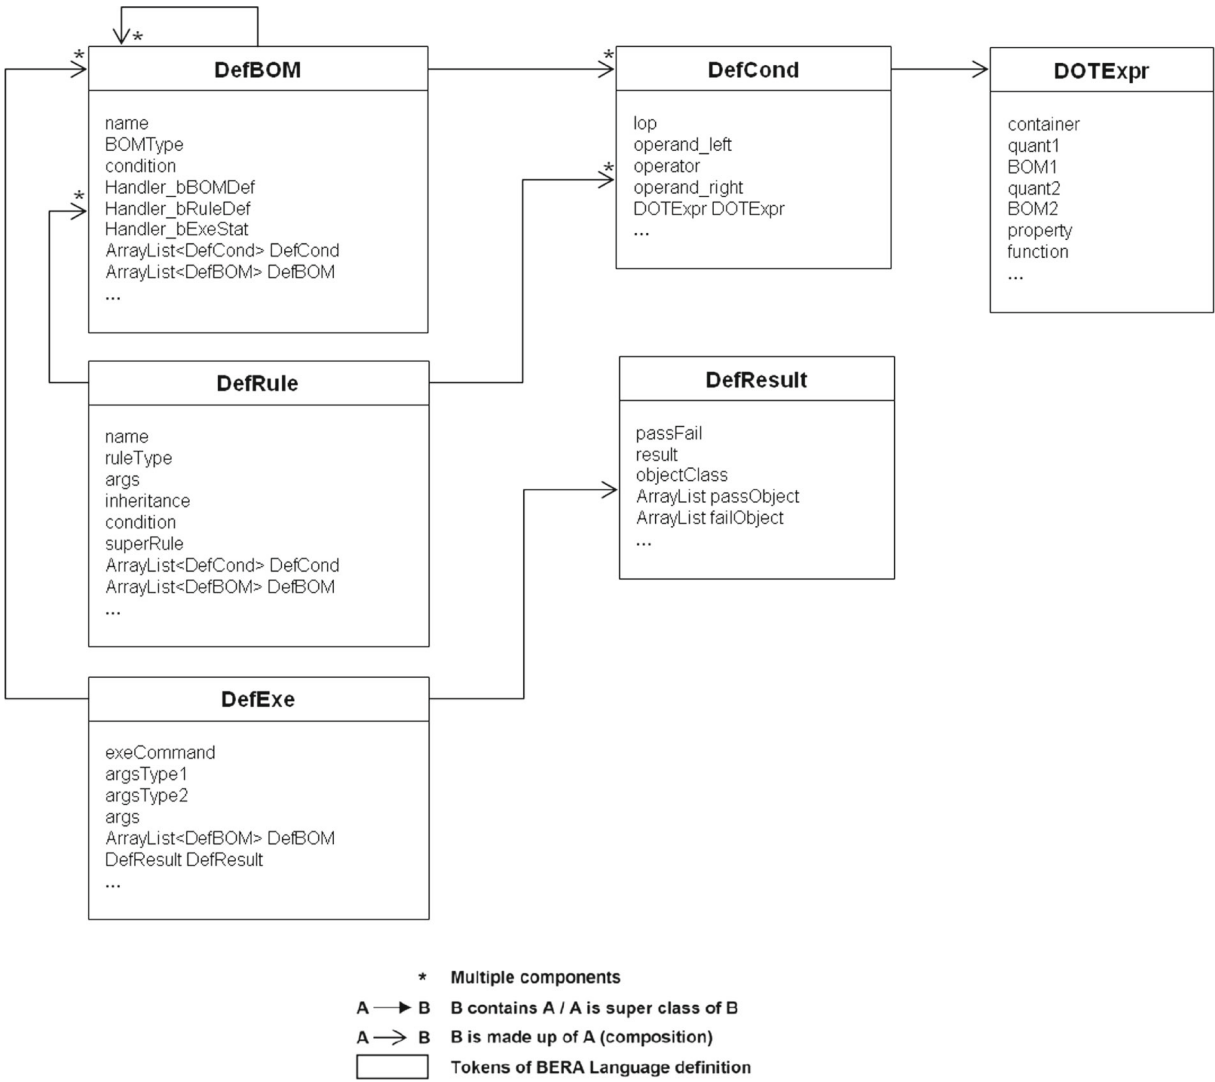 *
*
DefBOM
name
BOMType
condition
Handler_bBOMDef
Handler_bRuleDef
Handler_bExeStat
ArrayList<DefCond> DefCond
ArrayList<DefBOM> DefBOM
...
*
*
DefCond
lop
operand_left
operator
operand_right
DOTExpr DOTExpr
...
*
DOTExpr
container
quant1
BOM1
quant2
BOM2
property
function
...
DefRule
name
ruleType
args
inheritance
condition
superRule
ArrayList<DefCond> DefCond
ArrayList<DefBOM> DefBOM
...
DefResult
passFail
result
objectClass
ArrayList passObject
ArrayList failObject
...
DefExe
exeCommand
argsType1
argsType2
args
ArrayList<DefBOM> DefBOM
DefResult DefResult
...
* Multiple components
A B B contains A / A is super class of B
A B B is made up of A (composition)
Tokens of BERA Language definition